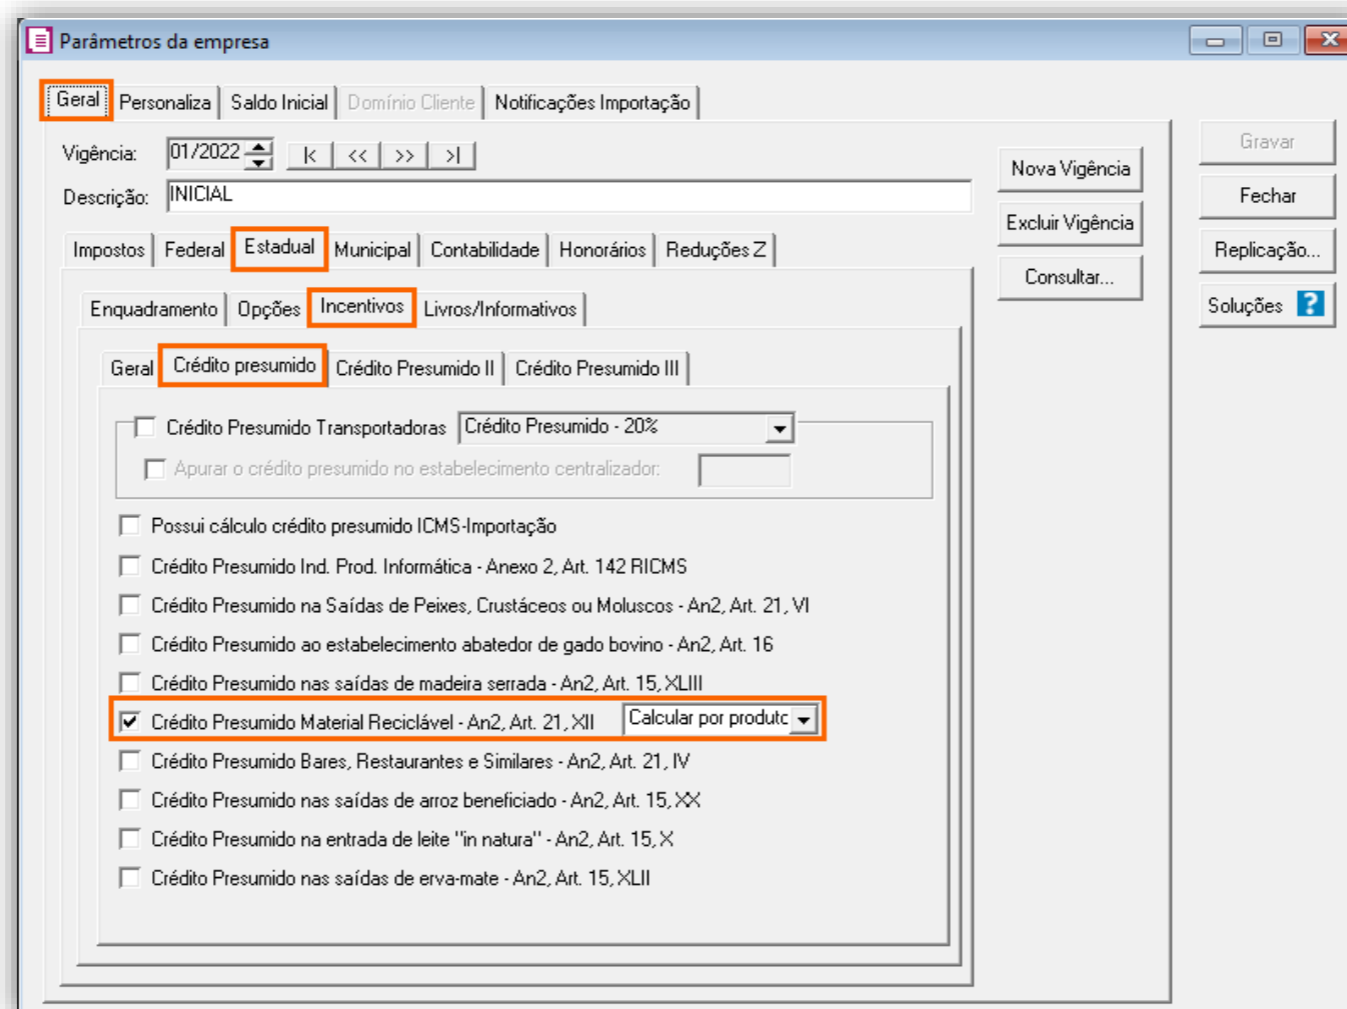 Parâmetros da empresa
Geral Personaliza Saldo Inicial Domínio Cliente Notificações Importação
Vigência: 01/2022 |< << >> >|
Descrição: INICIAL
Nova Vigência
Excluir Vigência
Consultar...
Gravar
Fechar
Replicação...
Soluções ?
Impostos Federal Estadual Municipal Contabilidade Honorários Reduções Z
Enquadramento Opções Incentivos Livros/Informativos
Geral Crédito presumido Crédito Presumido II Crédito Presumido III
Crédito Presumido Transportadoras Crédito Presumido - 20%
Apurar o crédito presumido no estabelecimento centralizador:
Possui cálculo crédito presumido ICMS-Importação
Crédito Presumido Ind. Prod. Informática - Anexo 2, Art. 142 RICMS
Crédito Presumido na Saídas de Peixes, Crustáceos ou Moluscos - An2, Art. 21, VI
Crédito Presumido ao estabelecimento abatedor de gado bovino - An2, Art. 16
Crédito Presumido nas saídas de madeira serrada - An2, Art. 15, XLIII
Crédito Presumido Material Reciclável - An2, Art. 21, XII Calcular por produto
Crédito Presumido Bares, Restaurantes e Similares - An2, Art. 21, IV
Crédito Presumido nas saídas de arroz beneficiado - An2, Art. 15, XX
Crédito Presumido na entrada de leite "in natura" - An2, Art. 15, X
Crédito Presumido nas saídas de erva-mate - An2, Art. 15, XLII